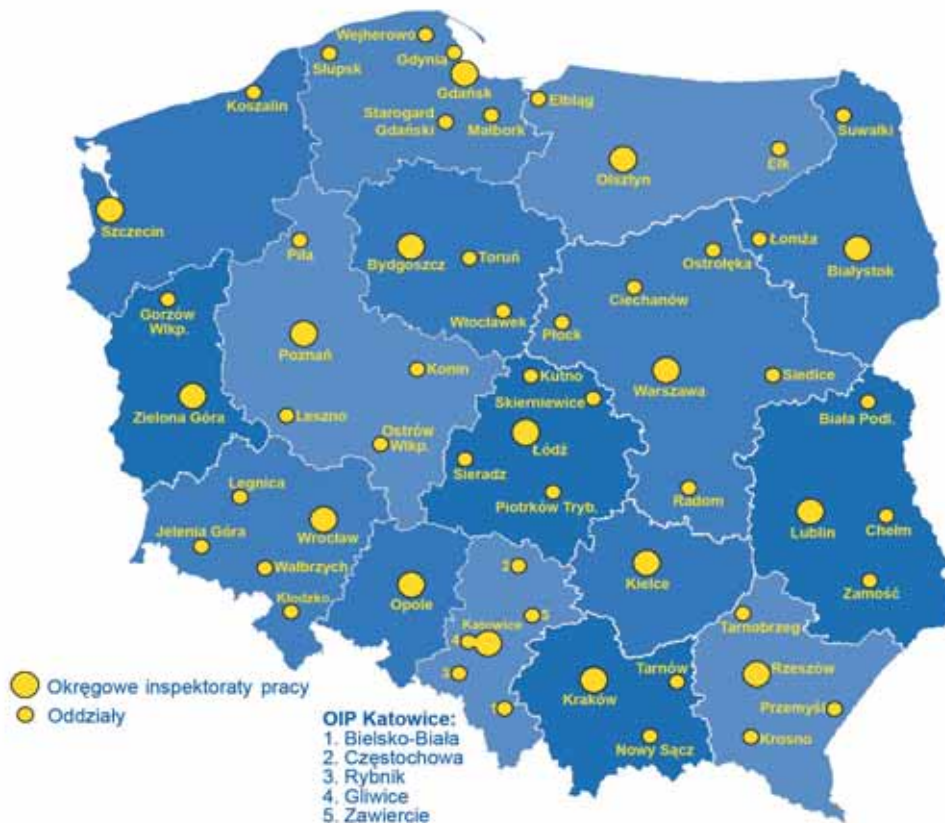 Wejherowo
Gdynia
Słupsk
Gdańsk
Koszalin
Starogard
Gdański
Malbork
Elbląg
Suwałki
Olsztyn
Ełk
Szczecin
Piła
Bydgoszcz
Toruń
Łomża
Ostrołęka
Białystok
Ciechanów
Gorzów
Wlkp.
Włocławek
Płock
Poznań
Konin
Kutno
Warszawa
Siedlce
Zielona Góra
Leszno
Skierniewice
Biała Podl.
Ostrów
Wlkp.
Łódź
Sieradz
Legnica
Piotrków Tryb.
Radom
Jelenia Góra
Wrocław
Lublin
Chełm
Wałbrzych
2
Kielce
Kłodzko
Opole
Zamość
5
Katowice
4
Tarnobrzeg
3
Kraków
Tarnów
Rzeszów
1
Przemyśl
Nowy Sącz
Krosno
Okręgowe inspektoraty pracy
Oddziały
OIP Katowice:
1. Bielsko-Biała
2. Częstochowa
3. Rybnik
4. Gliwice
5. Zawiercie